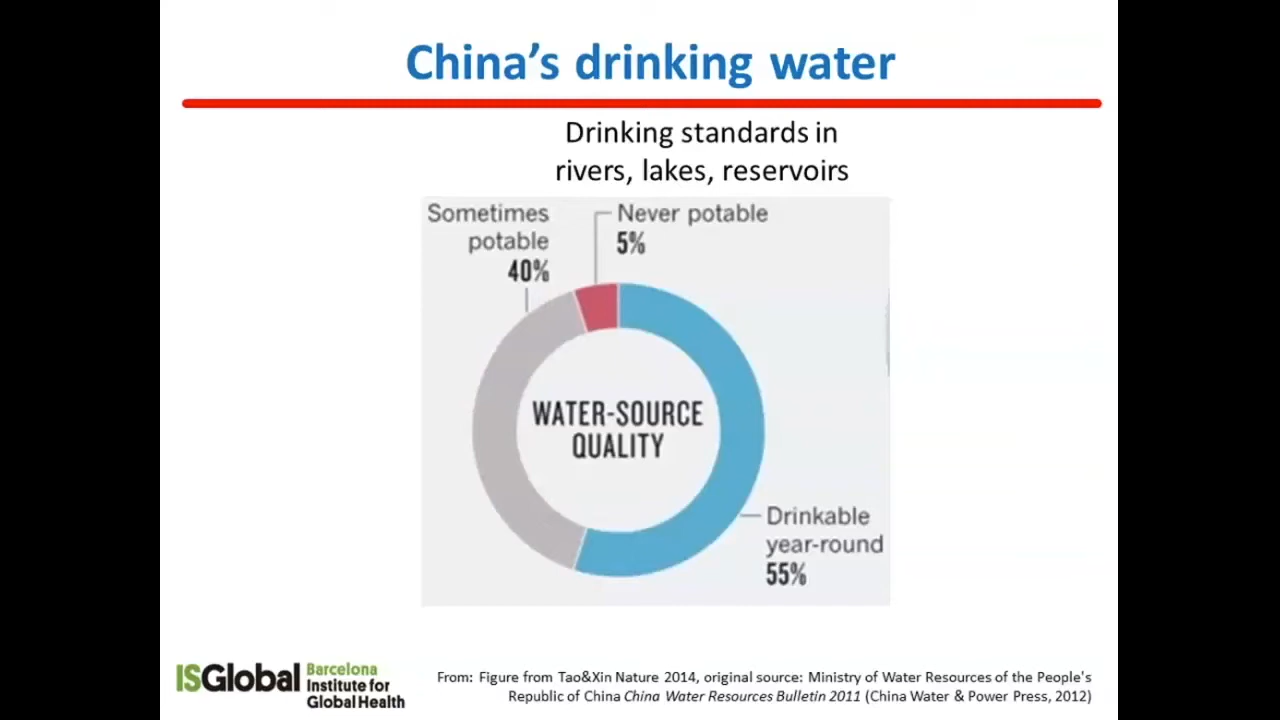 China's drinking water
Drinking standards in
rivers, lakes, reservoirs
Sometimes
potable
40%
Never potable
5%
WATER-SOURCE
QUALITY
Drinkable
year-round
55%
ISGlobal
Barcelona
Institute for
Global Health
From: Figure from Tao&Xin Nature 2014, original source: Ministry of Water Resources of the People's
Republic of China China Water Resources Bulletin 2011 (China Water & Power Press, 2012)